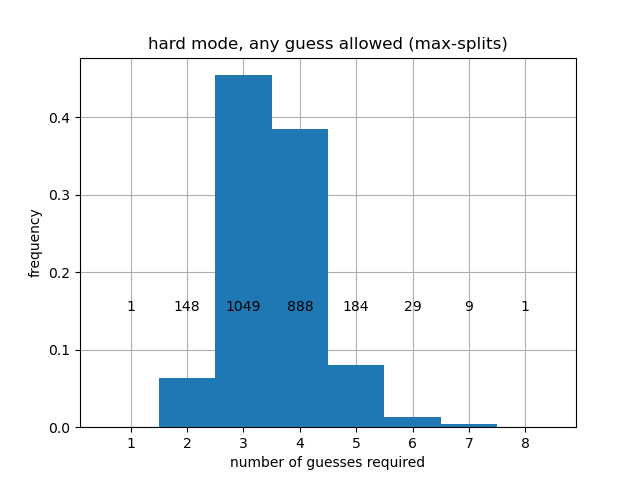 hard mode, any guess allowed (max-splits)
0.4
0.3
0.2
0.1
0.0
frequency
1 148 1049 888 184 29 9 1
1 2 3 4 5 6 7 8
number of guesses required